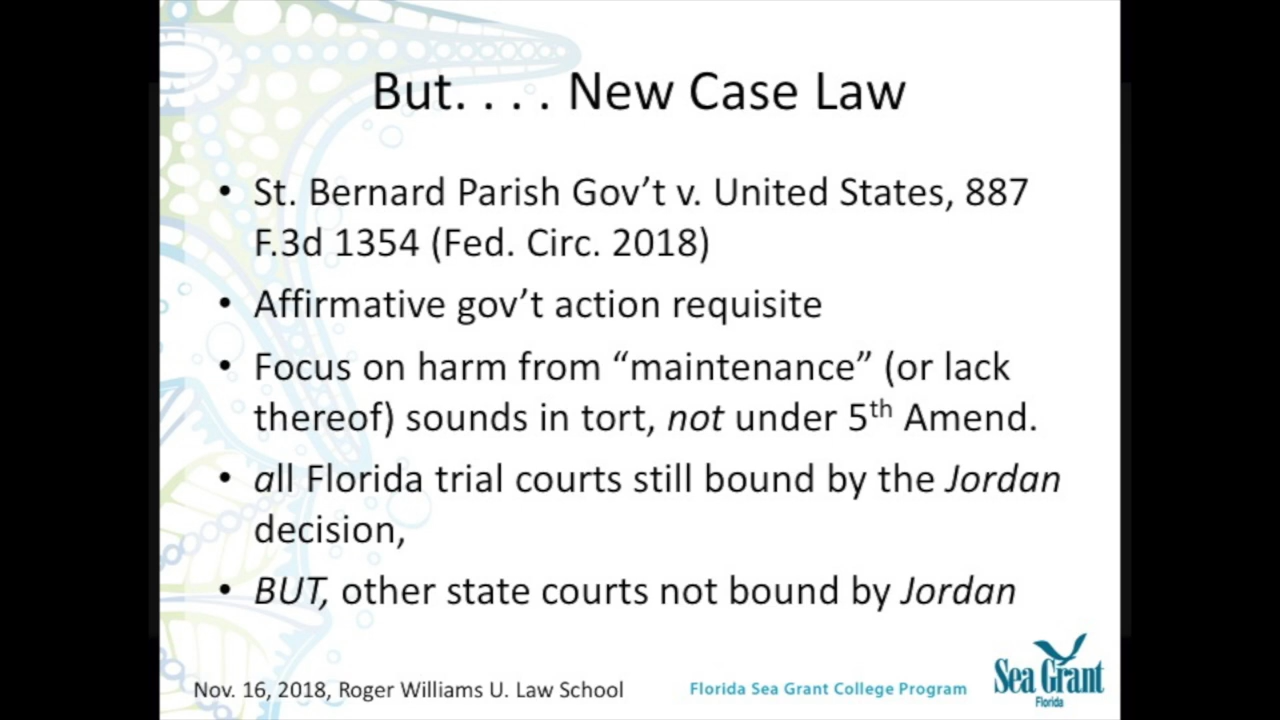 But. . . . New Case Law
• St. Bernard Parish Gov’t v. United States, 887
F.3d 1354 (Fed. Circ. 2018)
• Affirmative gov’t action requisite
• Focus on harm from “maintenance” (or lack
thereof) sounds in tort, not under 5th Amend.
• all Florida trial courts still bound by the Jordan
decision,
• BUT, other state courts not bound by Jordan
Nov. 16, 2018, Roger Williams U. Law School
Florida Sea Grant College Program
Sea Grant
Florida